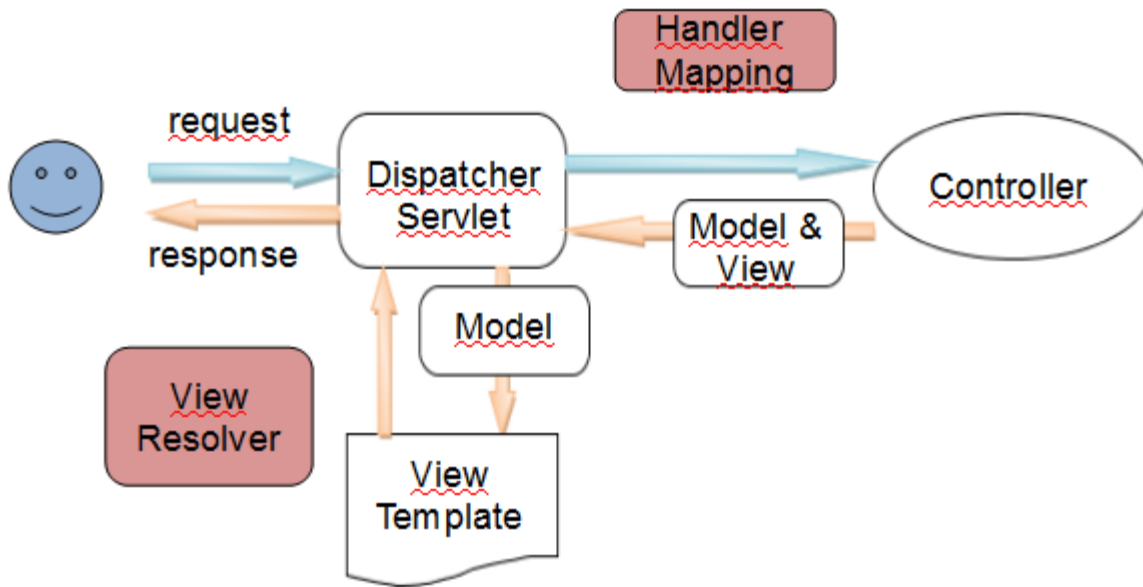 Handler
Mapping
request
Dispatcher
Servlet
Controller
response
Model &
View
Model
View
Resolver
View
Template